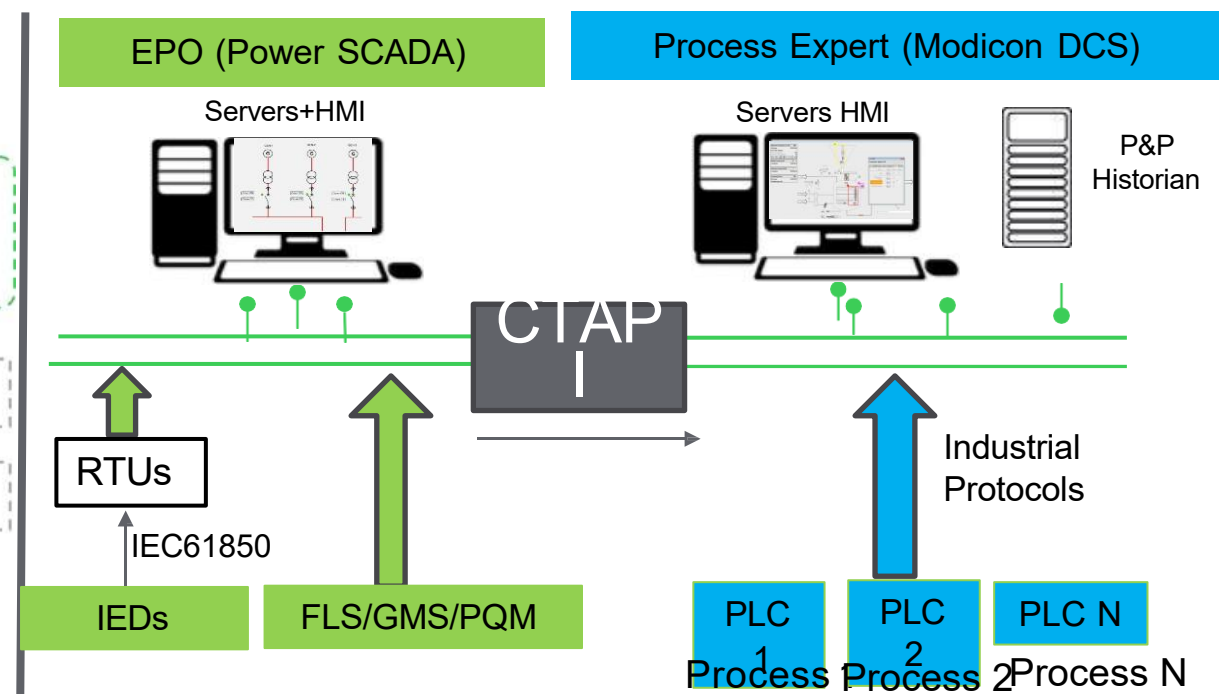 EPO (Power SCADA)
Process Expert (Modicon DCS)
Servers+HMI
Servers HMI
P&P
Historian
CTAP
I
RTUs
Industrial
Protocols
IEC61850
IEDs
FLS/GMS/PQM
PLC
1
PLC
2
PLC N
Process 1
Process 2
Process N